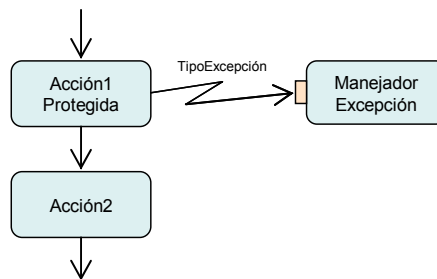 TipoExcepción
Acción1
Protegida
Manejador
Excepción
Acción2